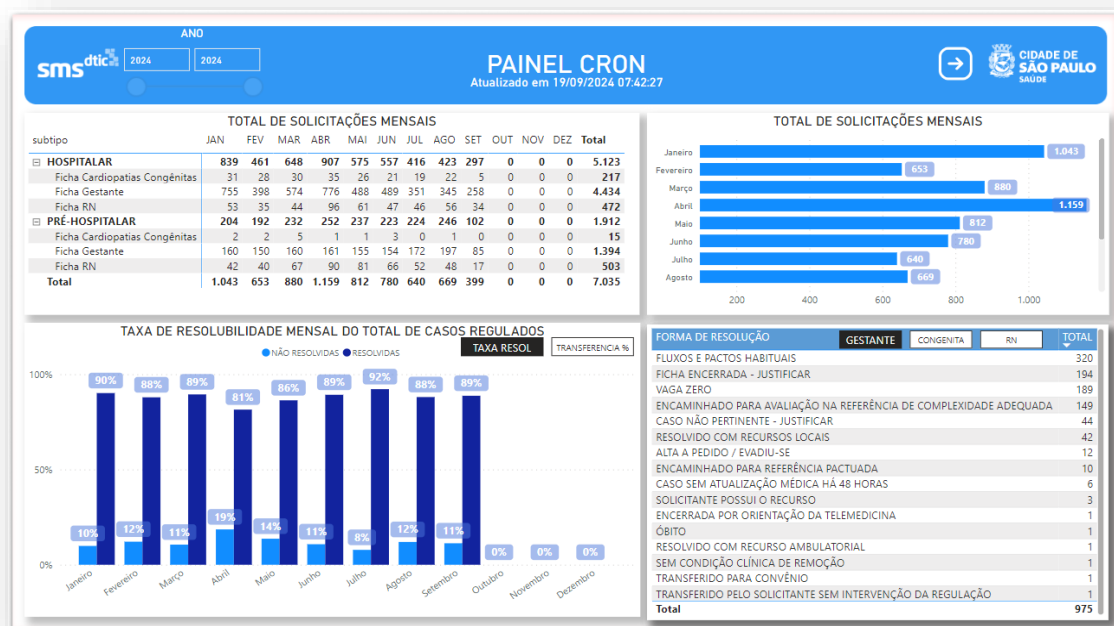 ANO
sms dtic
2024 2024
PAINEL CRON
Atualizado em 19/09/2024 07:42:27
CIDADE DE
SÃO PAULO
SAÚDE
TOTAL DE SOLICITAÇÕES MENSAIS
subtipo JAN FEV MAR ABR MAI JUN JUL AGO SET OUT NOV DEZ Total
HOSPITALAR 839 461 648 907 575 557 416 423 297 0 0 0 5.123
Ficha Cardiopatias Congênitas 31 28 30 35 26 21 19 22 5 0 0 0 217
Ficha Gestante 755 398 574 776 488 489 351 345 258 0 0 0 4.434
Ficha RN 53 35 44 96 61 47 46 56 34 0 0 0 472
PRÉ-HOSPITALAR 204 192 232 252 237 223 224 246 102 0 0 0 1.912
Ficha Cardiopatias Congênitas 2 2 5 1 1 3 0 1 0 0 0 0 15
Ficha Gestante 160 150 160 161 155 154 172 197 85 0 0 0 1.394
Ficha RN 42 40 67 90 81 66 52 48 17 0 0 0 503
Total 1.043 653 880 1.159 812 780 640 669 399 0 0 0 7.035
TOTAL DE SOLICITAÇÕES MENSAIS
Janeiro 1.043
Fevereiro 653
Março 880
Abril 1.159
Maio 812
Junho 780
Julho 640
Agosto 669
200 400 600 800 1.000
TAXA DE RESOLUBILIDADE MENSAL DO TOTAL DE CASOS REGULADOS
NÃO RESOLVIDAS RESOLVIDAS
TAXA RESOL TRANSFERENCIA %
100%
90% 88% 89% 81% 86% 89% 92% 88% 89%
50%
10% 12% 11% 19% 14% 11% 8% 12% 11% 0% 0% 0%
0%
Janeiro Fevereiro Março Abril Maio Junho Julho Agosto Setembro Outubro Novembro Dezembro
FORMA DE RESOLUÇÃO GESTANTE CONGENITA RN TOTAL
FLUXOS E PACTOS HABITUAIS 320
FICHA ENCERRADA - JUSTIFICAR 194
VAGA ZERO 189
ENCAMINHADO PARA AVALIAÇÃO NA REFERÊNCIA DE COMPLEXIDADE ADEQUADA 149
CASO NÃO PERTINENTE - JUSTIFICAR 44
RESOLVIDO COM RECURSOS LOCAIS 42
ALTA A PEDIDO / EVADIU-SE 12
ENCAMINHADO PARA REFERÊNCIA PACTUADA 10
CASO SEM ATUALIZAÇÃO MÉDICA HÁ 48 HORAS 6
SOLICITANTE POSSUI O RECURSO 3
ENCERRADA POR ORIENTAÇÃO DA TELEMEDICINA 1
ÓBITO 1
RESOLVIDO COM RECURSO AMBULATORIAL 1
SEM CONDIÇÃO CLÍNICA DE REMOÇÃO 1
TRANSFERIDO PARA CONVÊNIO 1
TRANSFERIDO PELO SOLICITANTE SEM INTERVENÇÃO DA REGULAÇÃO 1
Total 975